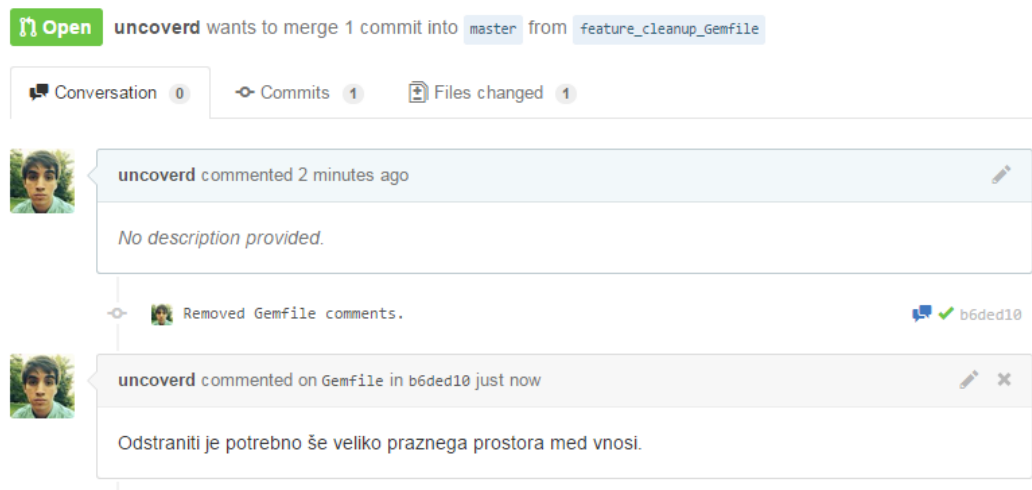 Open uncoverd wants to merge 1 commit into master from feature_cleanup_Gemfile
Conversation 0 Commits 1 Files changed 1
uncoverd commented 2 minutes ago
No description provided.
Removed Gemfile comments. b6ded10
uncoverd commented on Gemfile in b6ded10 just now
Odstraniti je potrebno še veliko praznega prostora med vnosi.